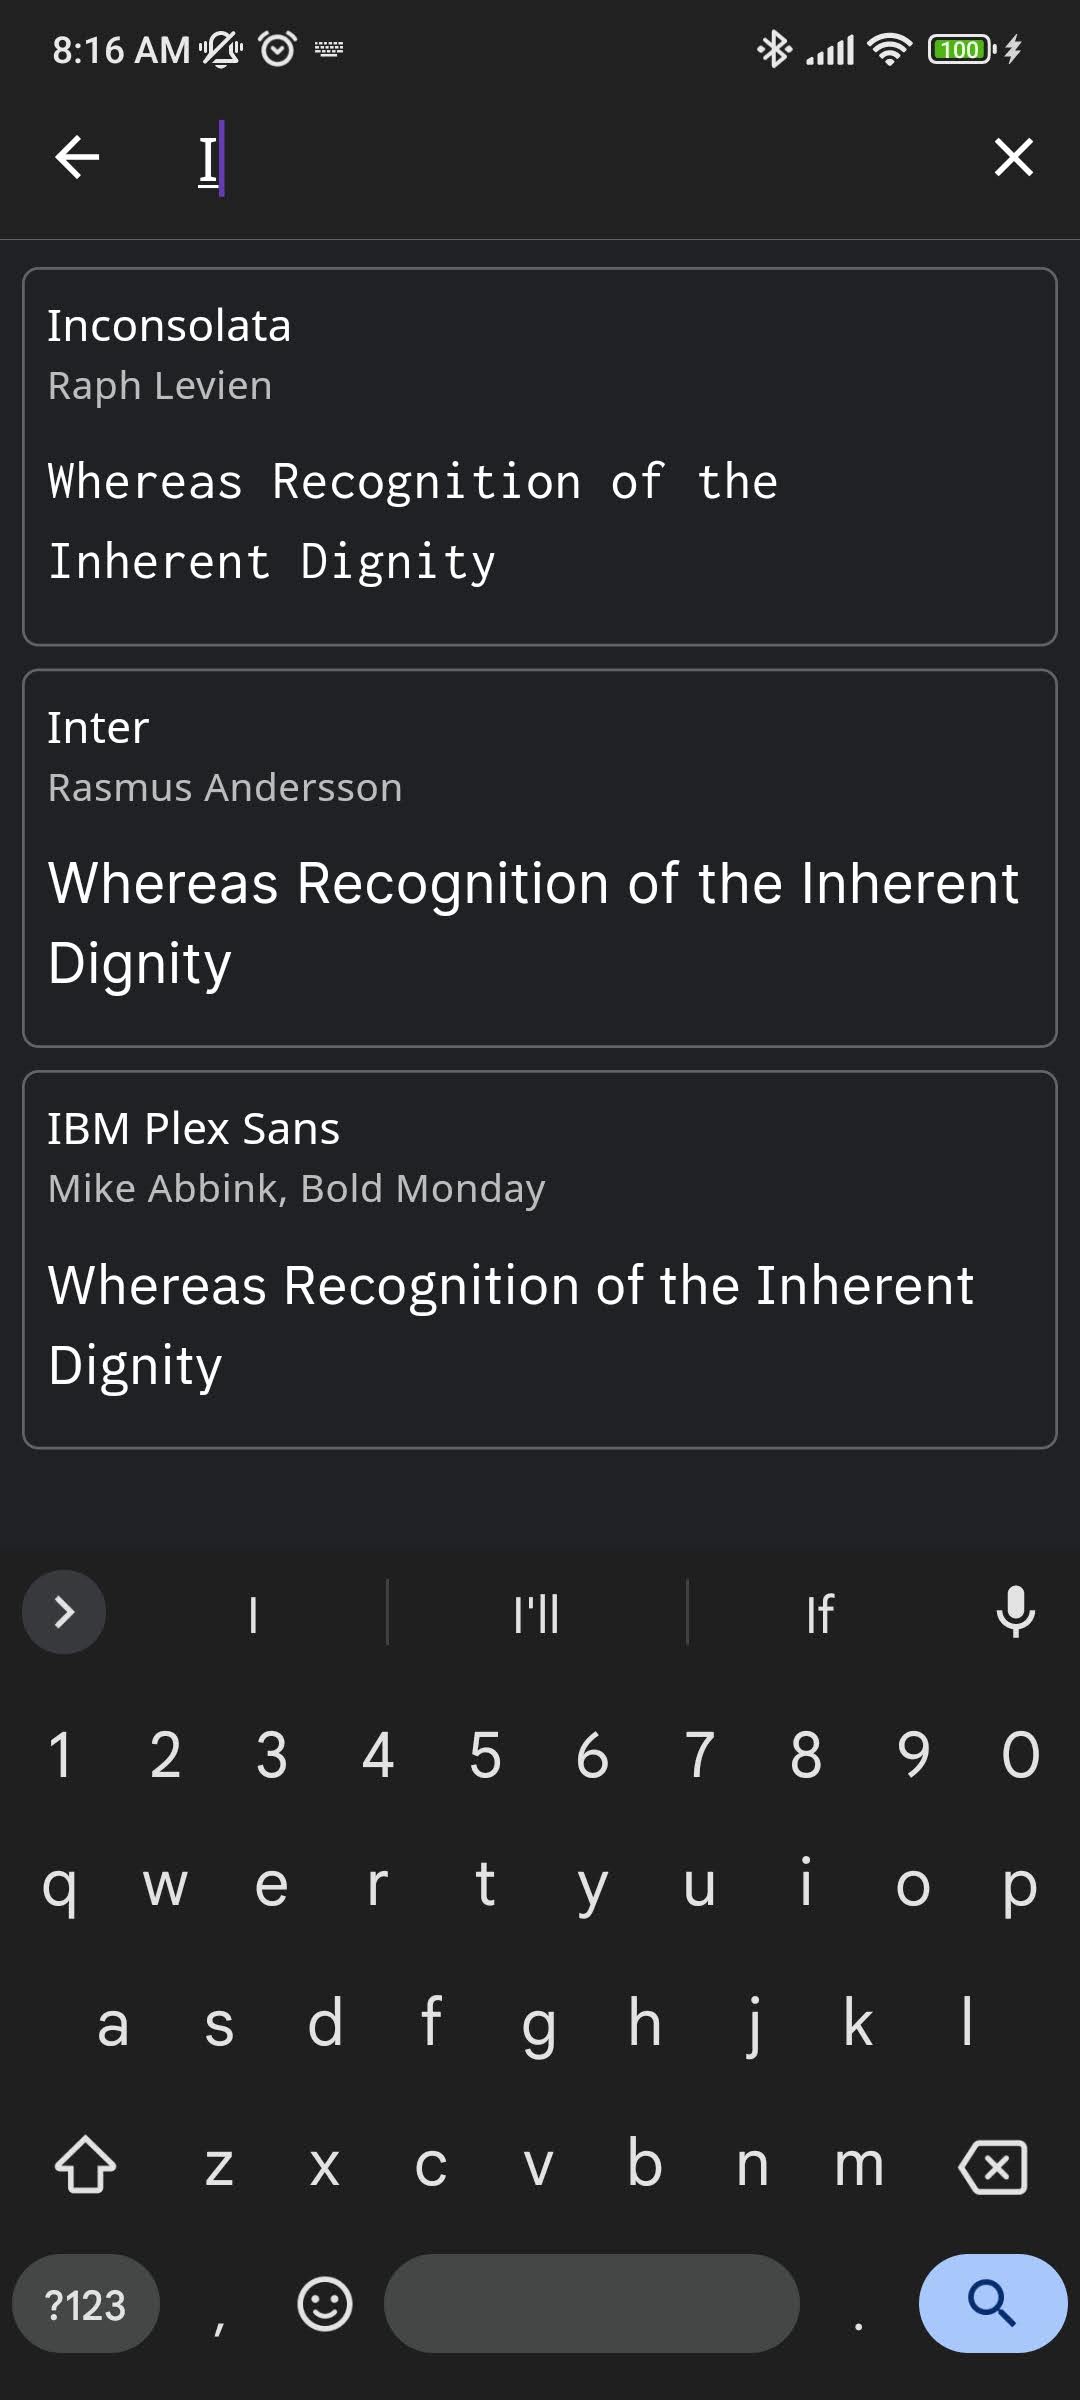 8:16 AM 100
I
Inconsolata
Raph Levien
Whereas Recognition of the
Inherent Dignity
Inter
Rasmus Andersson
Whereas Recognition of the Inherent
Dignity
IBM Plex Sans
Mike Abbink, Bold Monday
Whereas Recognition of the Inherent
Dignity
I I'll If
1 2 3 4 5 6 7 8 9 0
q w e r t y u i o p
a s d f g h j k l
z x c v b n m
?123 , .